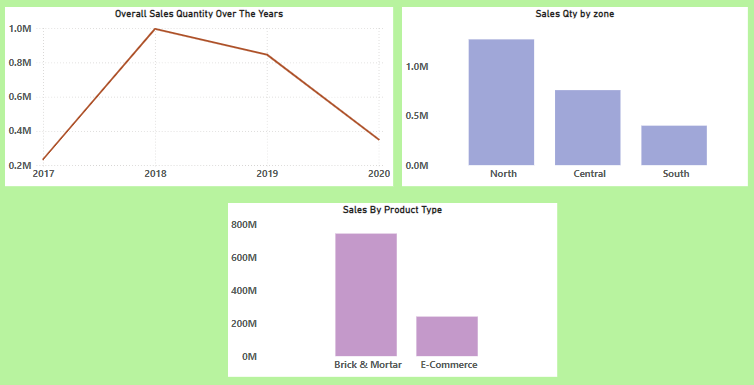 Overall Sales Quantity Over The Years
1.0M
0.8M
0.6M
0.4M
0.2M
2017 2018 2019 2020
Sales Qty by zone
1.0M
0.5M
0.0M
North Central South
Sales By Product Type
800M
600M
400M
200M
0M
Brick & Mortar E-Commerce